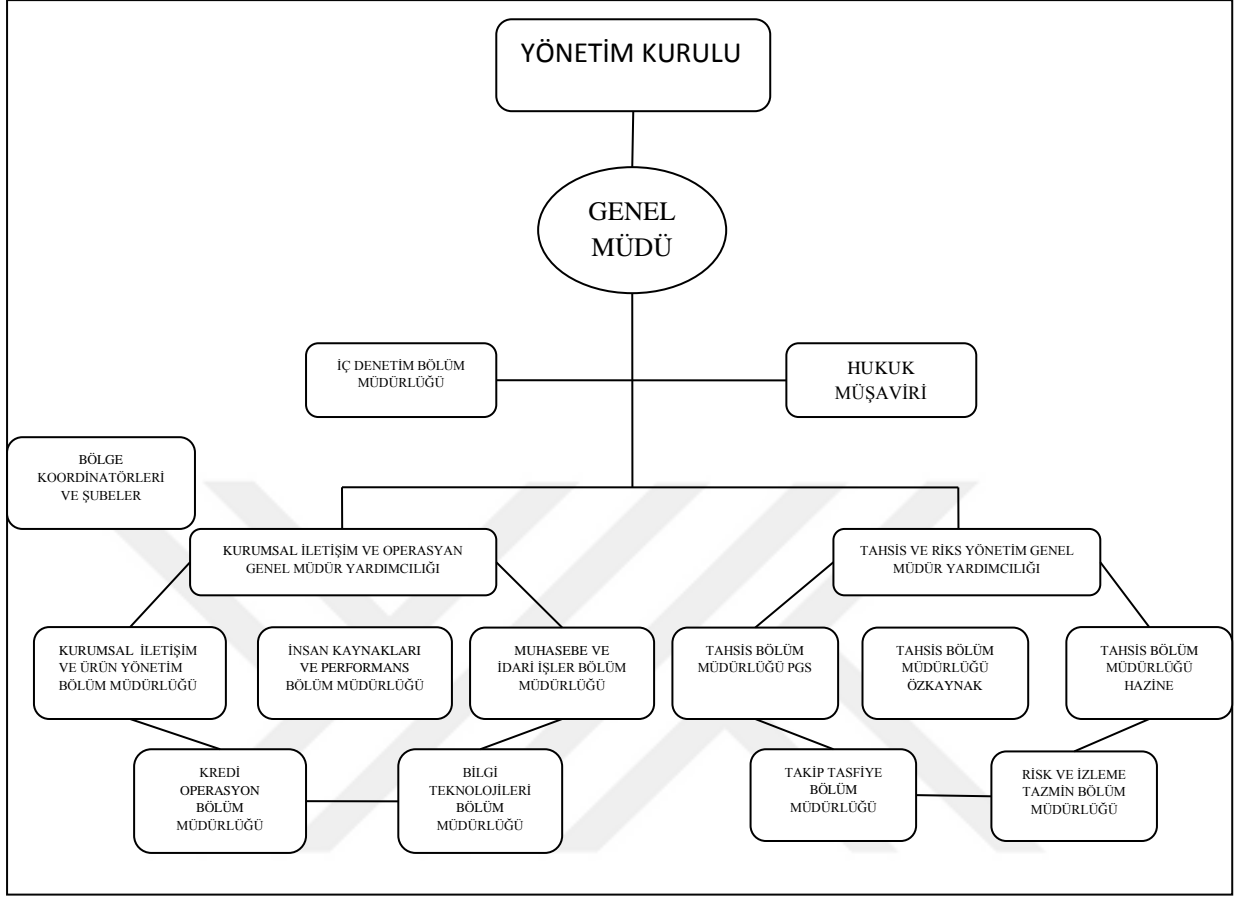 YÖNETİM KURULU
GENEL
MÜDÜ
İÇ DENETİM BÖLÜM
MÜDÜRLÜĞÜ
HUKUK
MÜŞAVİRİ
BÖLGE
KOORDİNATÖRLERİ
VE ŞUBELER
KURUMSAL İLETİŞİM VE OPERASYAN
GENEL MÜDÜR YARDIMCILIĞI
TAHSİS VE RİKS YÖNETİM GENEL
MÜDÜR YARDIMCILIĞI
KURUMSAL İLETİŞİM
VE ÜRÜN YÖNETİM
BÖLÜM MÜDÜRLÜĞÜ
İNSAN KAYNAKLARI
VE PERFORMANS
BÖLÜM MÜDÜRLÜĞÜ
MUHASEBE VE
İDARİ İŞLER BÖLÜM
MÜDÜRLÜĞÜ
TAHSİS BÖLÜM
MÜDÜRLÜĞÜ PGS
TAHSİS BÖLÜM
MÜDÜRLÜĞÜ
ÖZKAYNAK
TAHSİS BÖLÜM
MÜDÜRLÜĞÜ
HAZİNE
KREDİ
OPERASYON
BÖLÜM
MÜDÜRLÜĞÜ
BİLGİ
TEKNOLOJİLERİ
BÖLÜM
MÜDÜRLÜĞÜ
TAKİP TASFİYE
BÖLÜM
MÜDÜRLÜĞÜ
RİSK VE İZLEME
TAZMİN BÖLÜM
MÜDÜRLÜĞÜ